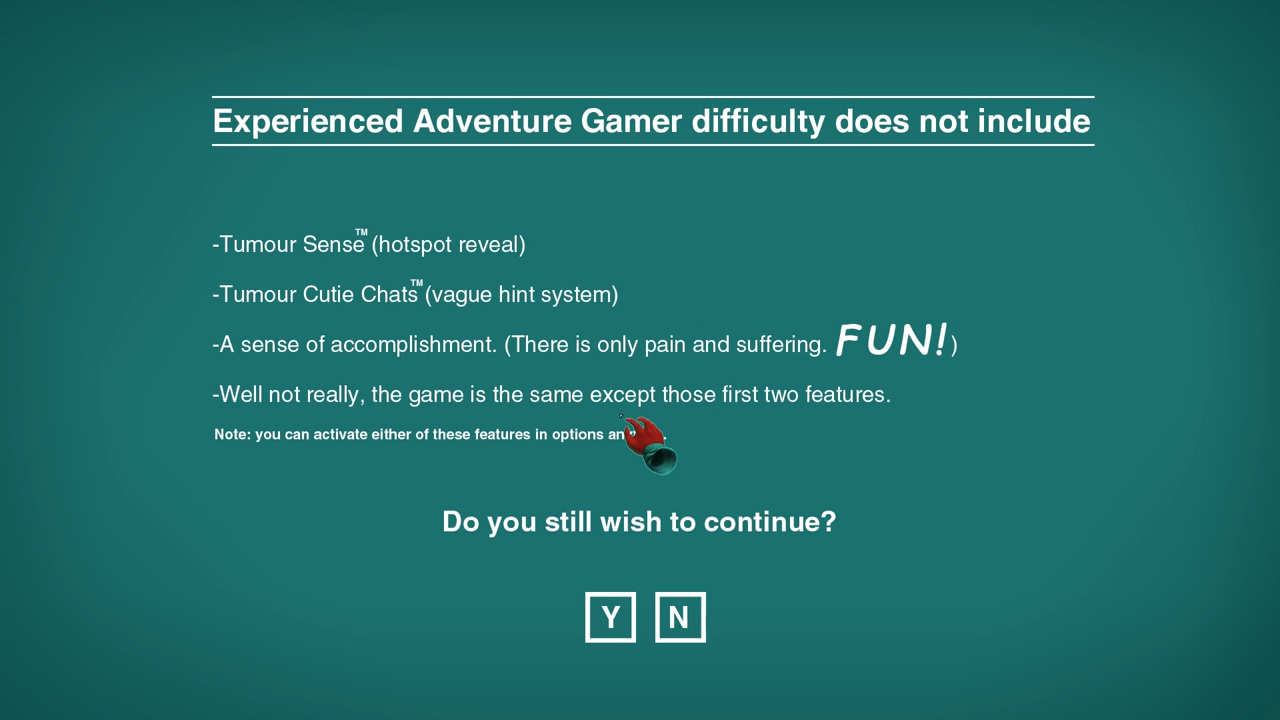 Experienced Adventure Gamer difficulty does not include
-Tumour Sense™ (hotspot reveal)
-Tumour Cutie Chats™ (vague hint system)
-A sense of accomplishment. (There is only pain and suffering. FUN!)
-Well not really, the game is the same except those first two features.
Note: you can activate either of these features in options
Do you still wish to continue?
Y N